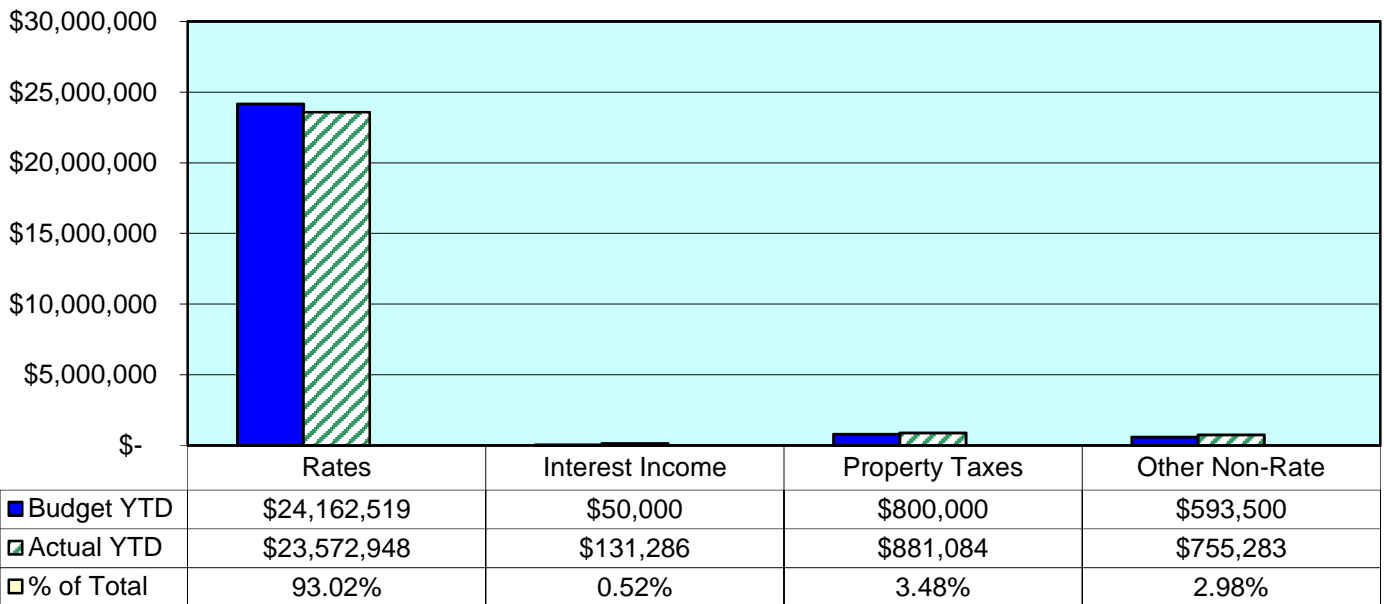 $30,000,000
$25,000,000
$20,000,000
$15,000,000
$10,000,000
$5,000,000
$-
Rates Interest Income Property Taxes Other Non-Rate
Budget YTD $24,162,519 $50,000 $800,000 $593,500
Actual YTD $23,572,948 $131,286 $881,084 $755,283
% of Total 93.02% 0.52% 3.48% 2.98%